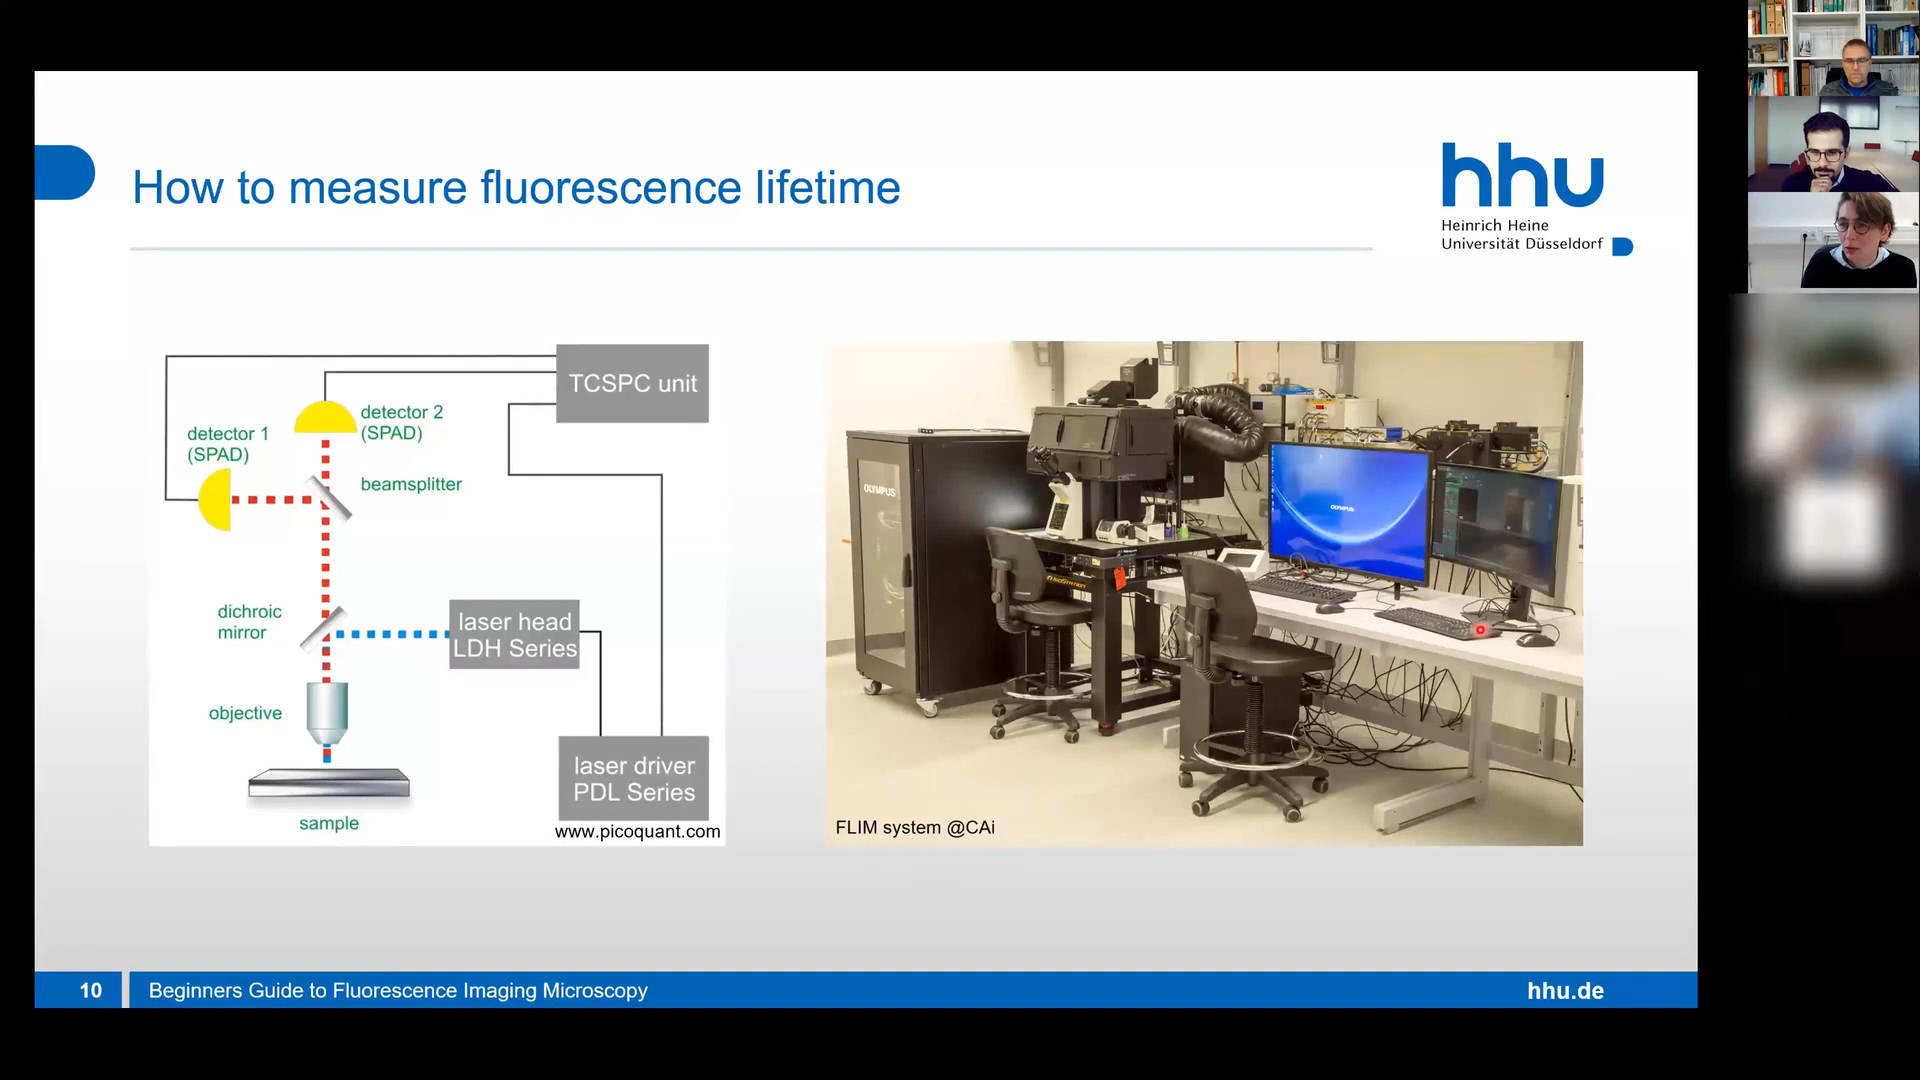 How to measure fluorescence lifetime
hhu
Heinrich Heine
Universität Düsseldorf
TCSPC unit
detector 2
(SPAD)
detector 1
(SPAD)
beamsplitter
dichroic
mirror
laser head
LDH Series
objective
laser driver
PDL Series
sample
www.picoquant.com
OLYMPUS
OLYMPUS
FLIM system @CAi
10
Beginners Guide to Fluorescence Imaging Microscopy
hhu.de